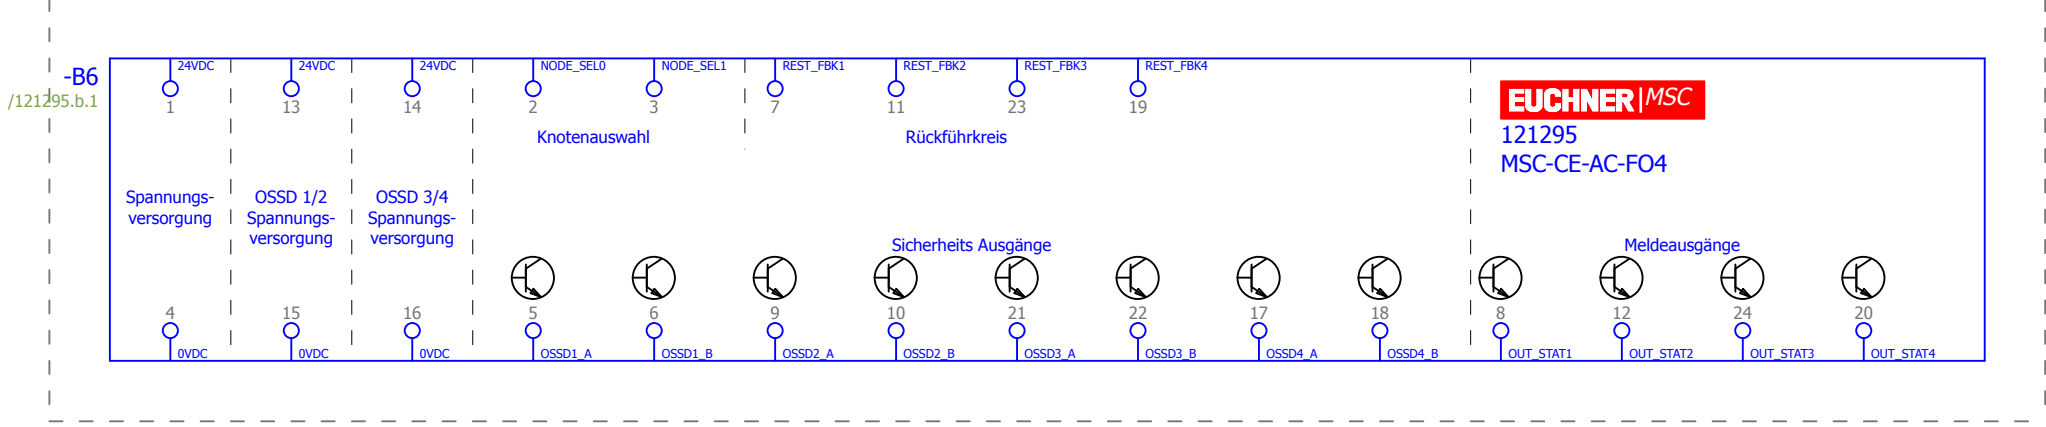 -B6
/121295.b.1
24VDC 24VDC 24VDC NODE_SEL0 NODE_SEL1 REST_FBK1 REST_FBK2 REST_FBK3 REST_FBK4
1 13 14 2 3 7 11 23 19
EUCHNER|MSC
121295
MSC-CE-AC-FO4
Knotenauswahl Rückführkreis
Spannungs-
versorgung
OSSD 1/2
Spannungs-
versorgung
OSSD 3/4
Spannungs-
versorgung
Sicherheits Ausgänge Meldeausgänge
4 15 16 5 6 9 10 21 22 17 18 8 12 24 20
0VDC 0VDC 0VDC OSSD1_A OSSD1_B OSSD2_A OSSD2_B OSSD3_A OSSD3_B OSSD4_A OSSD4_B OUT_STAT1 OUT_STAT2 OUT_STAT3 OUT_STAT4